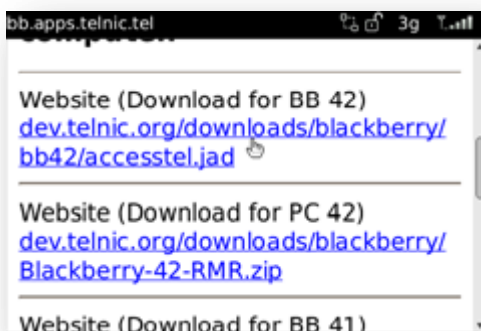 bb.apps.telnic.tel 3g
Website (Download for BB 42)
dev.telnic.org/downloads/blackberry/
bb42/accesstel.jad
Website (Download for PC 42)
dev.telnic.org/downloads/blackberry/
Blackberry-42-RMR.zip
Website (Download for BB 41)